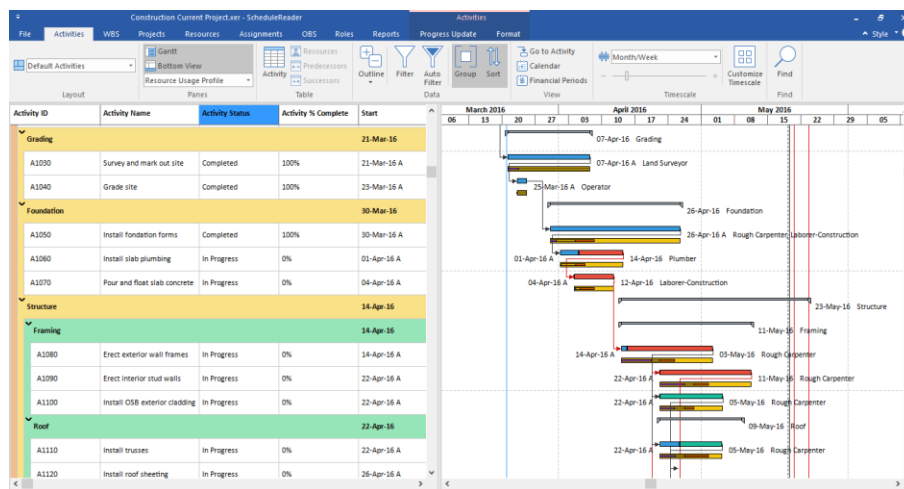 Construction Current Project.xer - ScheduleReader
Activities
File Activities WBS Projects Resources Assignments OBS Roles Reports Progress Update Format
Style
Default Activities
Layout
Gantt
Bottom View
Resource Usage Profile
Panes
Activity
Resources
Predecessors
Successors
Table
Outline
Filter
Auto Filter
Group
Sort
Data
Go to Activity
Calendar
Financial Periods
View
Month/Week
Customize Timescale
Timescale
Find
Find
Activity ID Activity Name Activity Status Activity % Complete Start
March 2016 April 2016 May 2016
06 13 20 27 03 10 17 24 01 08 15 22 29 05
Grading 21-Mar-16
07-Apr-16 Grading
A1030 Survey and mark out site Completed 100% 21-Mar-16 A
07-Apr-16 A Land Surveyor
A1040 Grade site Completed 100% 23-Mar-16 A
25-Mar-16 A Operator
Foundation 30-Mar-16
26-Apr-16 Foundation
A1050 Install fondation forms Completed 100% 30-Mar-16 A
26-Apr-16 A Rough Carpenter, Laborer-Construction
A1060 Install slab plumbing In Progress 0% 01-Apr-16 A
01-Apr-16 A 14-Apr-16 Plumber
A1070 Pour and float slab concrete In Progress 0% 04-Apr-16 A
04-Apr-16 A 12-Apr-16 Laborer-Construction
Structure 14-Apr-16
23-May-16 Structure
Framing 14-Apr-16
11-May-16 Framing
A1080 Erect exterior wall frames In Progress 0% 14-Apr-16 A
14-Apr-16 A 03-May-16 Rough Carpenter
A1090 Erect interior stud walls In Progress 0% 22-Apr-16 A
22-Apr-16 A 11-May-16 Rough Carpenter
A1100 Install OSB exterior cladding In Progress 0% 22-Apr-16 A
22-Apr-16 A 05-May-16 Rough Carpenter
Roof 22-Apr-16
09-May-16 Roof
A1110 Install trusses In Progress 0% 22-Apr-16 A
22-Apr-16 A 05-May-16 Rough Carpenter
A1120 Install roof sheeting In Progress 0% 26-Apr-16 A